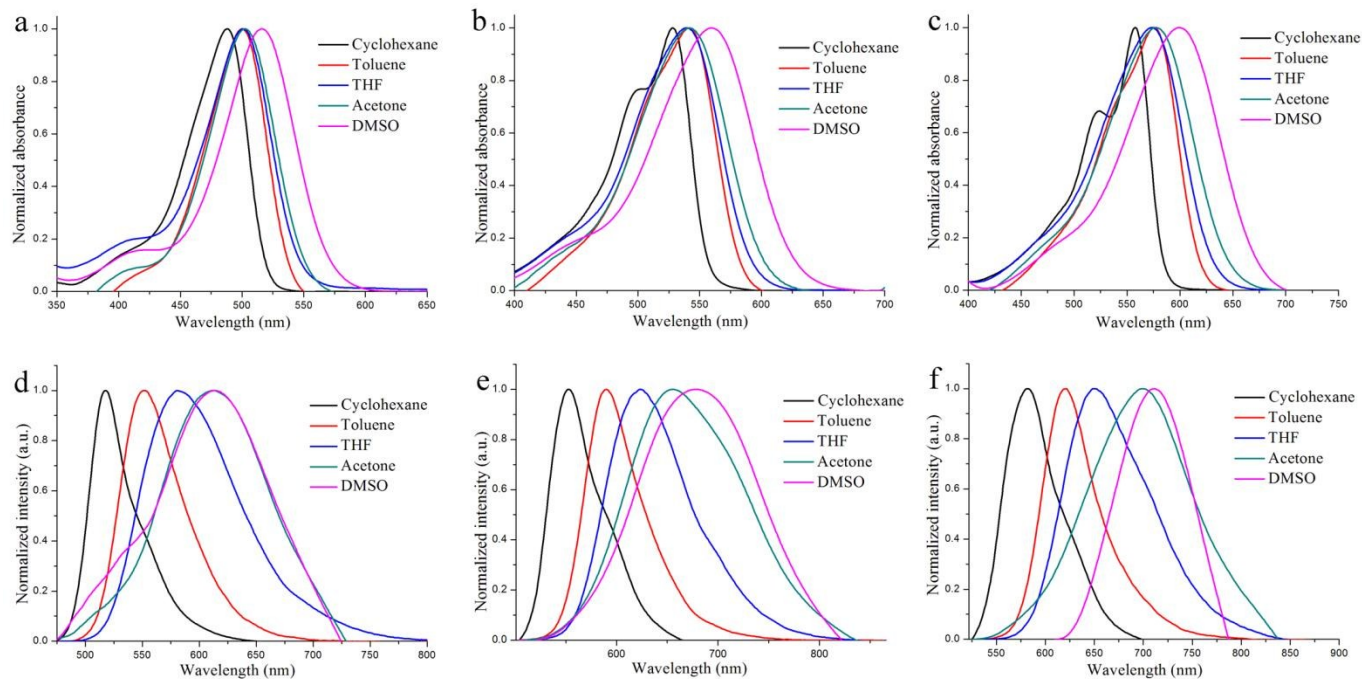 a
Normalized absorbance
1.0
0.8
0.6
0.4
0.2
0.0
350 400 450 500 550 600 650
Wavelength (nm)
Cyclohexane
Toluene
THF
Acetone
DMSO
b
Normalized absorbance
1.0
0.8
0.6
0.4
0.2
0.0
400 450 500 550 600 650 700
Wavelength (nm)
Cyclohexane
Toluene
THF
Acetone
DMSO
c
Normalized absorbance
1.0
0.8
0.6
0.4
0.2
0.0
400 450 500 550 600 650 700 750
Wavelength (nm)
Cyclohexane
Toluene
THF
Acetone
DMSO
d
Normalized intensity (a.u.)
1.0
0.8
0.6
0.4
0.2
0.0
500 550 600 650 700 750 800
Wavelength (nm)
Cyclohexane
Toluene
THF
Acetone
DMSO
e
Normalized intensity (a.u.)
1.0
0.8
0.6
0.4
0.2
0.0
600 700 800
Wavelength (nm)
Cyclohexane
Toluene
THF
Acetone
DMSO
f
Normalized intensity (a.u.)
1.0
0.8
0.6
0.4
0.2
0.0
550 600 650 700 750 800 850 900
Wavelength (nm)
Cyclohexane
Toluene
THF
Acetone
DMSO